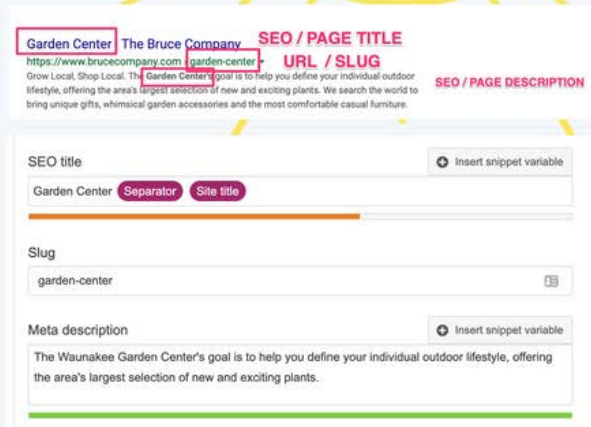 Garden Center | The Bruce Company SEO / PAGE TITLE
https://www.brucecompany.com › garden-center URL / SLUG
Grow Local, Shop Local. The Garden Center's goal is to help you define your individual outdoor SEO / PAGE DESCRIPTION
lifestyle, offering the area's largest selection of new and exciting plants. We search the world to
bring unique gifts, whimsical garden accessories and the most comfortable casual furniture.
SEO title
Insert snippet variable
Garden Center Separator Site title
Slug
garden-center
Meta description
Insert snippet variable
The Waunakee Garden Center's goal is to help you define your individual outdoor lifestyle, offering
the area's largest selection of new and exciting plants.